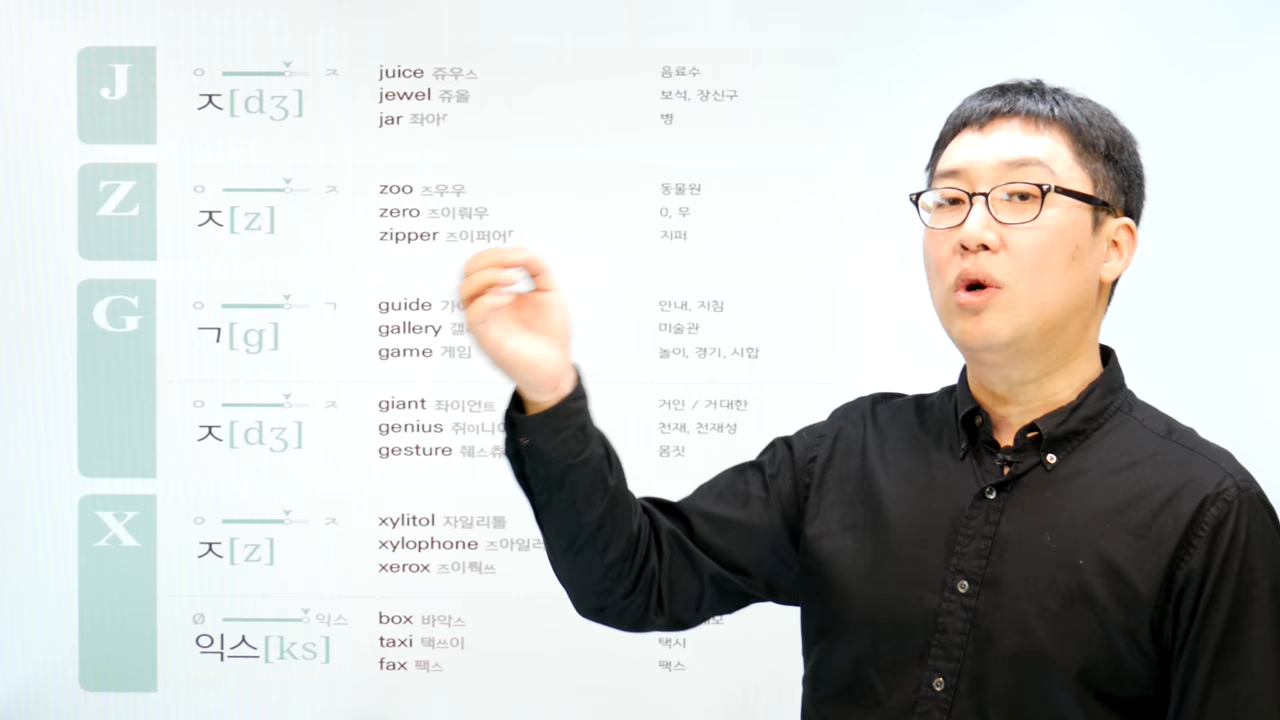 J
ㅇ ㅈ
ㅈ[dʒ]
juice 쥬우스 음료수
jewel 쥬울 보석, 장신구
jar 좌아r 병
Z
ㅇ ㅈ
ㅈ[z]
zoo 즈우우 동물원
zero 즈이뤄우 0, 무
zipper 즈이퍼어r 지퍼
G
ㅇ ㄱ
ㄱ[g]
guide 안내, 지침
gallery 미술관
game 게임 놀이, 경기, 시합
ㅇ ㅈ
ㅈ[dʒ]
giant 좌이언트 거인 / 거대한
genius 천재, 천재성
gesture 몸짓
X
ㅇ ㅈ
ㅈ[z]
xylitol 자일리톨
xylophone
xerox 즈이뤅쓰
Ø 익스
익스[ks]
box 바악스
taxi 택쓰이 택시
fax 팩스 팩스